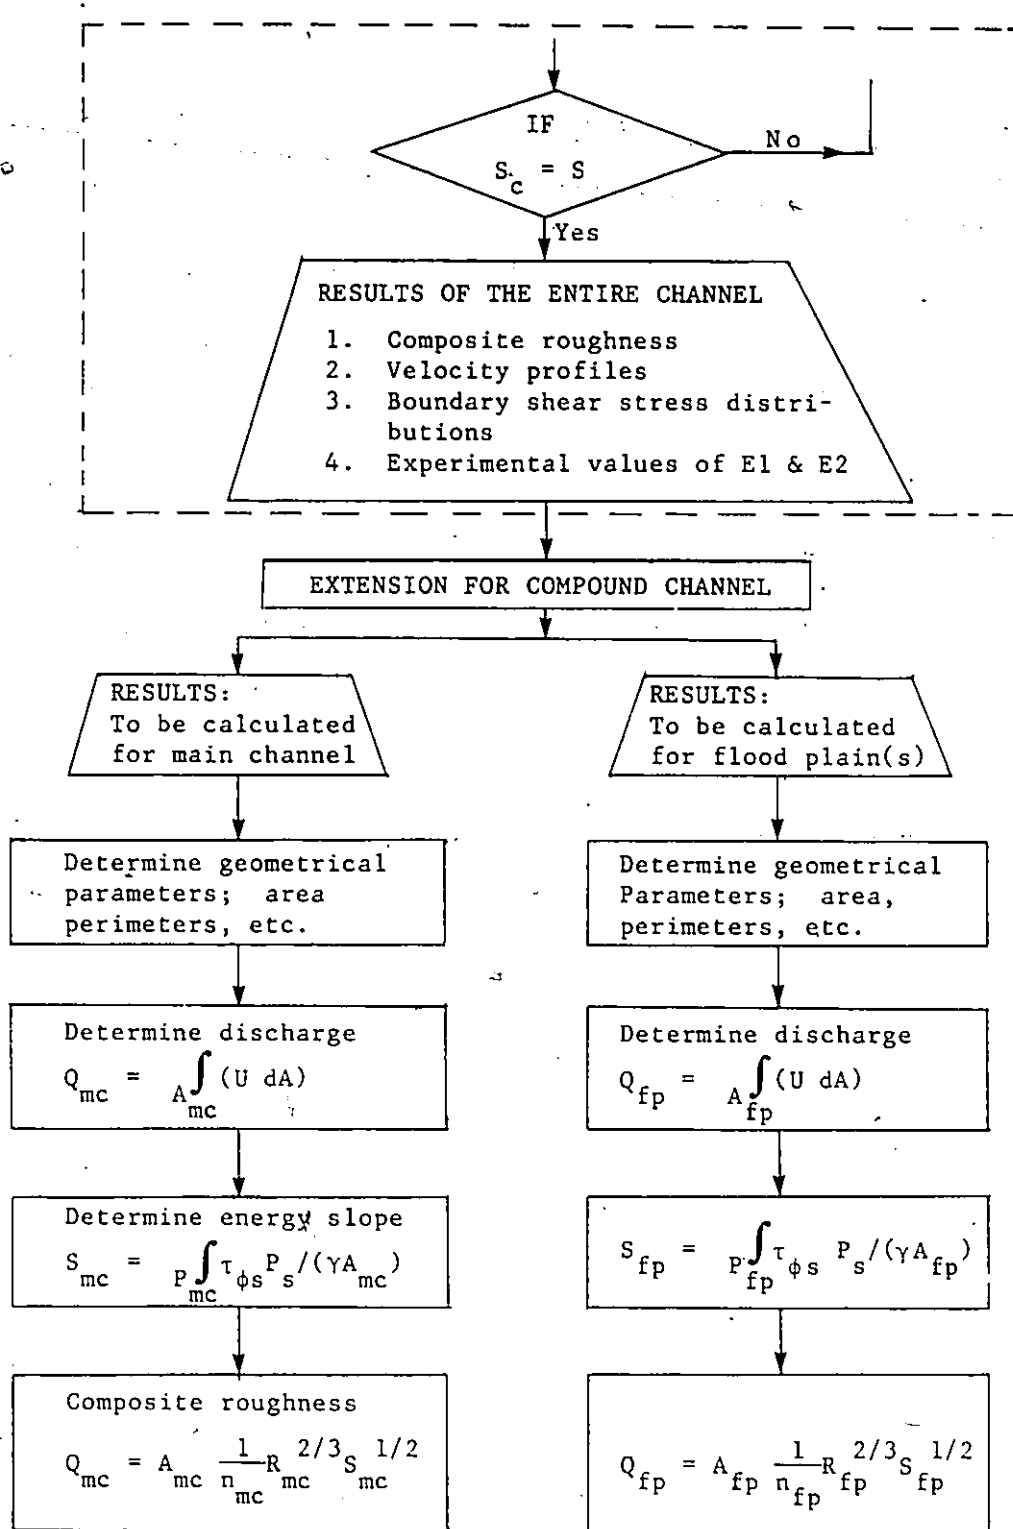 IF
S_c = S
No
Yes
RESULTS OF THE ENTIRE CHANNEL
1. Composite roughness
2. Velocity profiles
3. Boundary shear stress distri-
butions
4. Experimental values of E1 & E2
EXTENSION FOR COMPOUND CHANNEL
RESULTS:
To be calculated
for main channel
Determine geometrical
parameters; area
perimeters, etc.
Determine discharge
Q_mc = A_mc ∫ (U dA)
Determine energy slope
S_mc = P_mc ∫ τ_ϕs P_s/(γA_mc)
Composite roughness
Q_mc = A_mc 1/n_mc R_mc^2/3 S_mc^1/2
RESULTS:
To be calculated
for flood plain(s)
Determine geometrical
Parameters; area,
perimeters, etc.
Determine discharge
Q_fp = A_fp ∫ (U dA)
S_fp = P_fp ∫ τ_ϕs P_s/(γA_fp)
Q_fp = A_fp 1/n_fp R_fp^2/3 S_fp^1/2